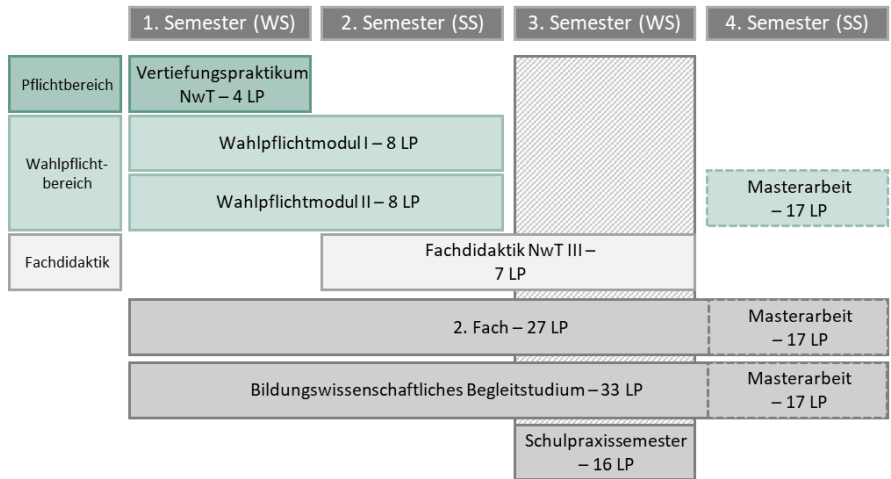 1. Semester (WS)
2. Semester (SS)
3. Semester (WS)
4. Semester (SS)
Pflichtbereich
Vertiefungspraktikum
NwT – 4 LP
Wahlpflicht-
bereich
Wahlpflichtmodul I – 8 LP
Wahlpflichtmodul II – 8 LP
Masterarbeit
– 17 LP
Fachdidaktik
Fachdidaktik NwT III –
7 LP
2. Fach – 27 LP
Masterarbeit
– 17 LP
Bildungswissenschaftliches Begleitstudium – 33 LP
Masterarbeit
– 17 LP
Schulpraxissemester
– 16 LP